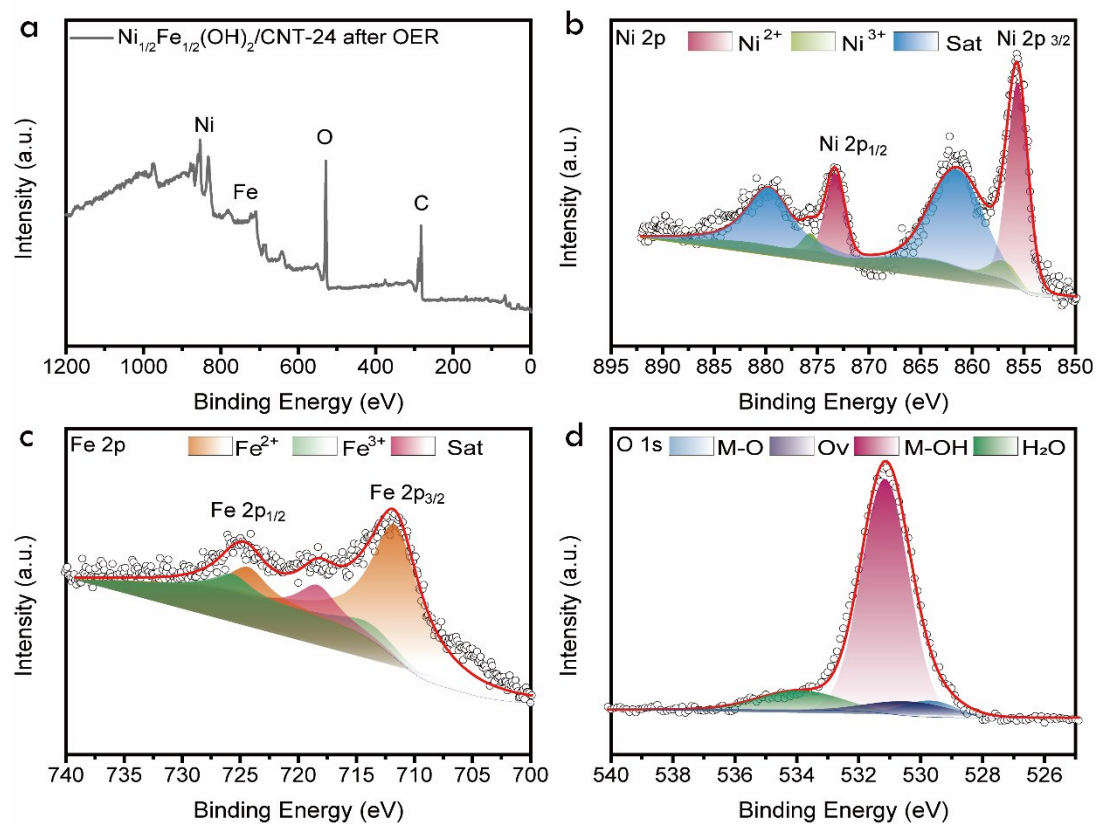 a
Ni₁/₂Fe₁/₂(OH)₂/CNT-24 after OER
Ni
Fe
O
C
Intensity (a.u.)
1200 1000 800 600 400 200 0
Binding Energy (eV)
b
Ni 2p Ni²⁺ Ni³⁺ Sat Ni 2p ₃/₂
Ni 2p₁/₂
Intensity (a.u.)
895 890 885 880 875 870 865 860 855 850
Binding Energy (eV)
c
Fe 2p Fe²⁺ Fe³⁺ Sat
Fe 2p₁/₂
Fe 2p₃/₂
Intensity (a.u.)
740 735 730 725 720 715 710 705 700
Binding Energy (eV)
d
O 1s M-O Ov M-OH H₂O
Intensity (a.u.)
540 538 536 534 532 530 528 526
Binding Energy (eV)